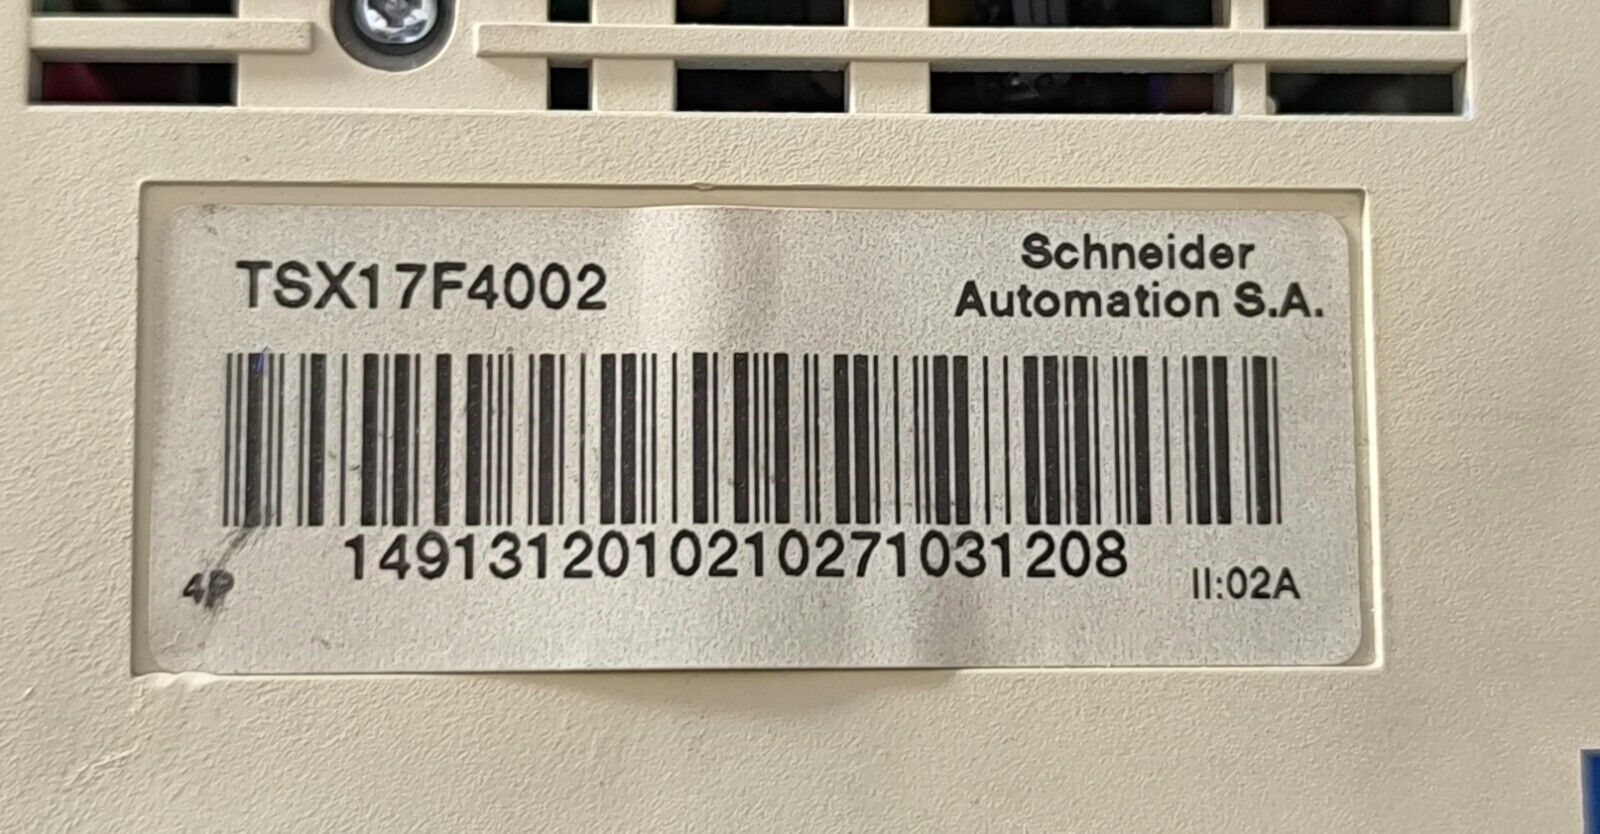 TSX17F4002
Schneider
Automation S.A.
1491312010210271031208
4P
II:02A